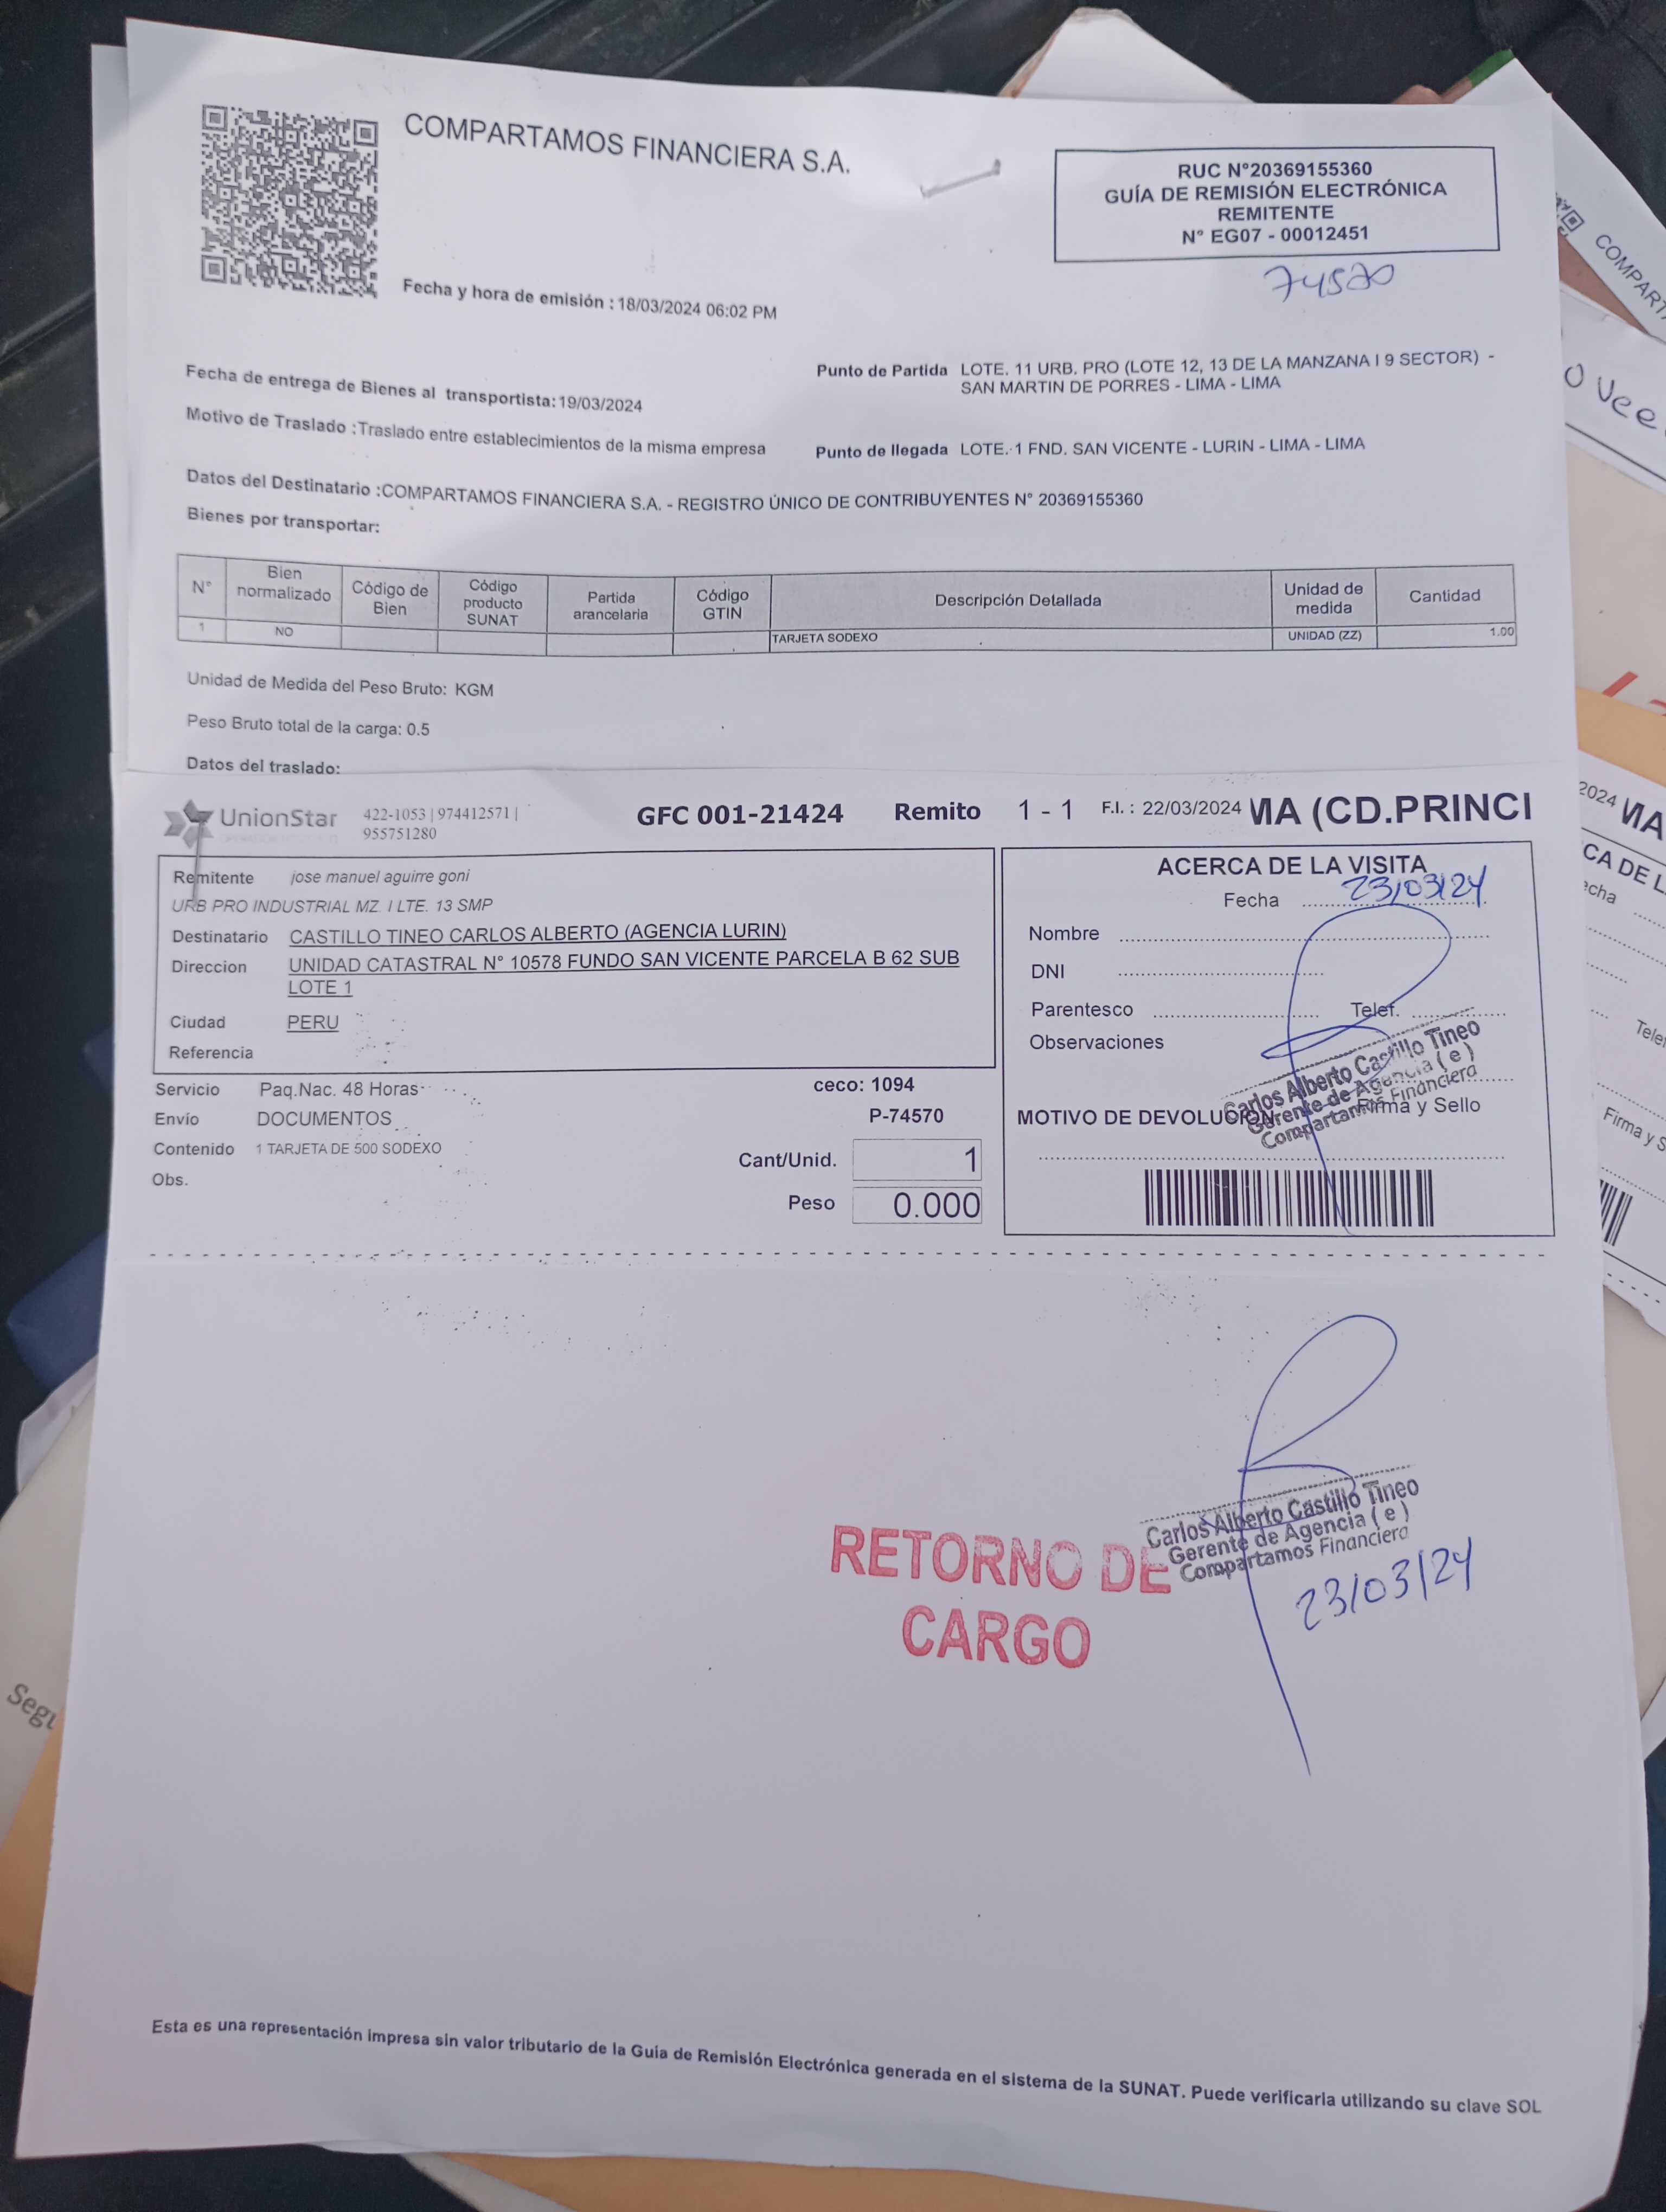 COMPARTAMOS FINANCIERA S.A.
RUC N°20369155360
GUÍA DE REMISIÓN ELECTRÓNICA
REMITENTE
N° EG07 - 00012451
74570
Fecha y hora de emisión : 18/03/2024 06:02 PM
Fecha de entrega de Bienes al transportista: 19/03/2024
Punto de Partida LOTE. 11 URB. PRO (LOTE 12, 13 DE LA MANZANA I 9 SECTOR) -
SAN MARTIN DE PORRES - LIMA - LIMA
Motivo de Traslado :Traslado entre establecimientos de la misma empresa
Punto de llegada LOTE. 1 FND. SAN VICENTE - LURIN - LIMA - LIMA
Datos del Destinatario :COMPARTAMOS FINANCIERA S.A. - REGISTRO ÚNICO DE CONTRIBUYENTES N° 20369155360
Bienes por transportar:
N° Bien normalizado Código de Bien Código producto SUNAT Partida arancelaria Código GTIN Descripción Detallada Unidad de medida Cantidad
1 NO TARJETA SODEXO UNIDAD (ZZ) 1.00
Unidad de Medida del Peso Bruto: KGM
Peso Bruto total de la carga: 0.5
Datos del traslado:
UnionStar 422-1053 | 974412571 |
955751280
GFC 001-21424 Remito 1 - 1 F.I. : 22/03/2024 MA (CD.PRINCI
Remitente jose manuel aguirre goni
URB PRO INDUSTRIAL MZ. I LTE. 13 SMP
Destinatario CASTILLO TINEO CARLOS ALBERTO (AGENCIA LURIN)
Direccion UNIDAD CATASTRAL N° 10578 FUNDO SAN VICENTE PARCELA B 62 SUB
LOTE 1
Ciudad PERU
Referencia
Servicio Paq.Nac. 48 Horas
ceco: 1094
Envío DOCUMENTOS
P-74570
Contenido 1 TARJETA DE 500 SODEXO
Cant/Unid. 1
Obs.
Peso 0.000
ACERCA DE LA VISITA
Fecha 23/03/24
Nombre
DNI
Parentesco Telef.
Observaciones
Carlos Alberto Castillo Tineo
Gerente de Agencia ( e )
Compartamos Financiera
MOTIVO DE DEVOLUCION Firma y Sello
RETORNO DE
CARGO
Carlos Alberto Castillo Tineo
Gerente de Agencia ( e )
Compartamos Financiera
23/03/24
Esta es una representación impresa sin valor tributario de la Guía de Remisión Electrónica generada en el sistema de la SUNAT. Puede verificarla utilizando su clave SOL
COMPART
2024 MA
CA DE L
echa
Tele
Firma y S
Segu